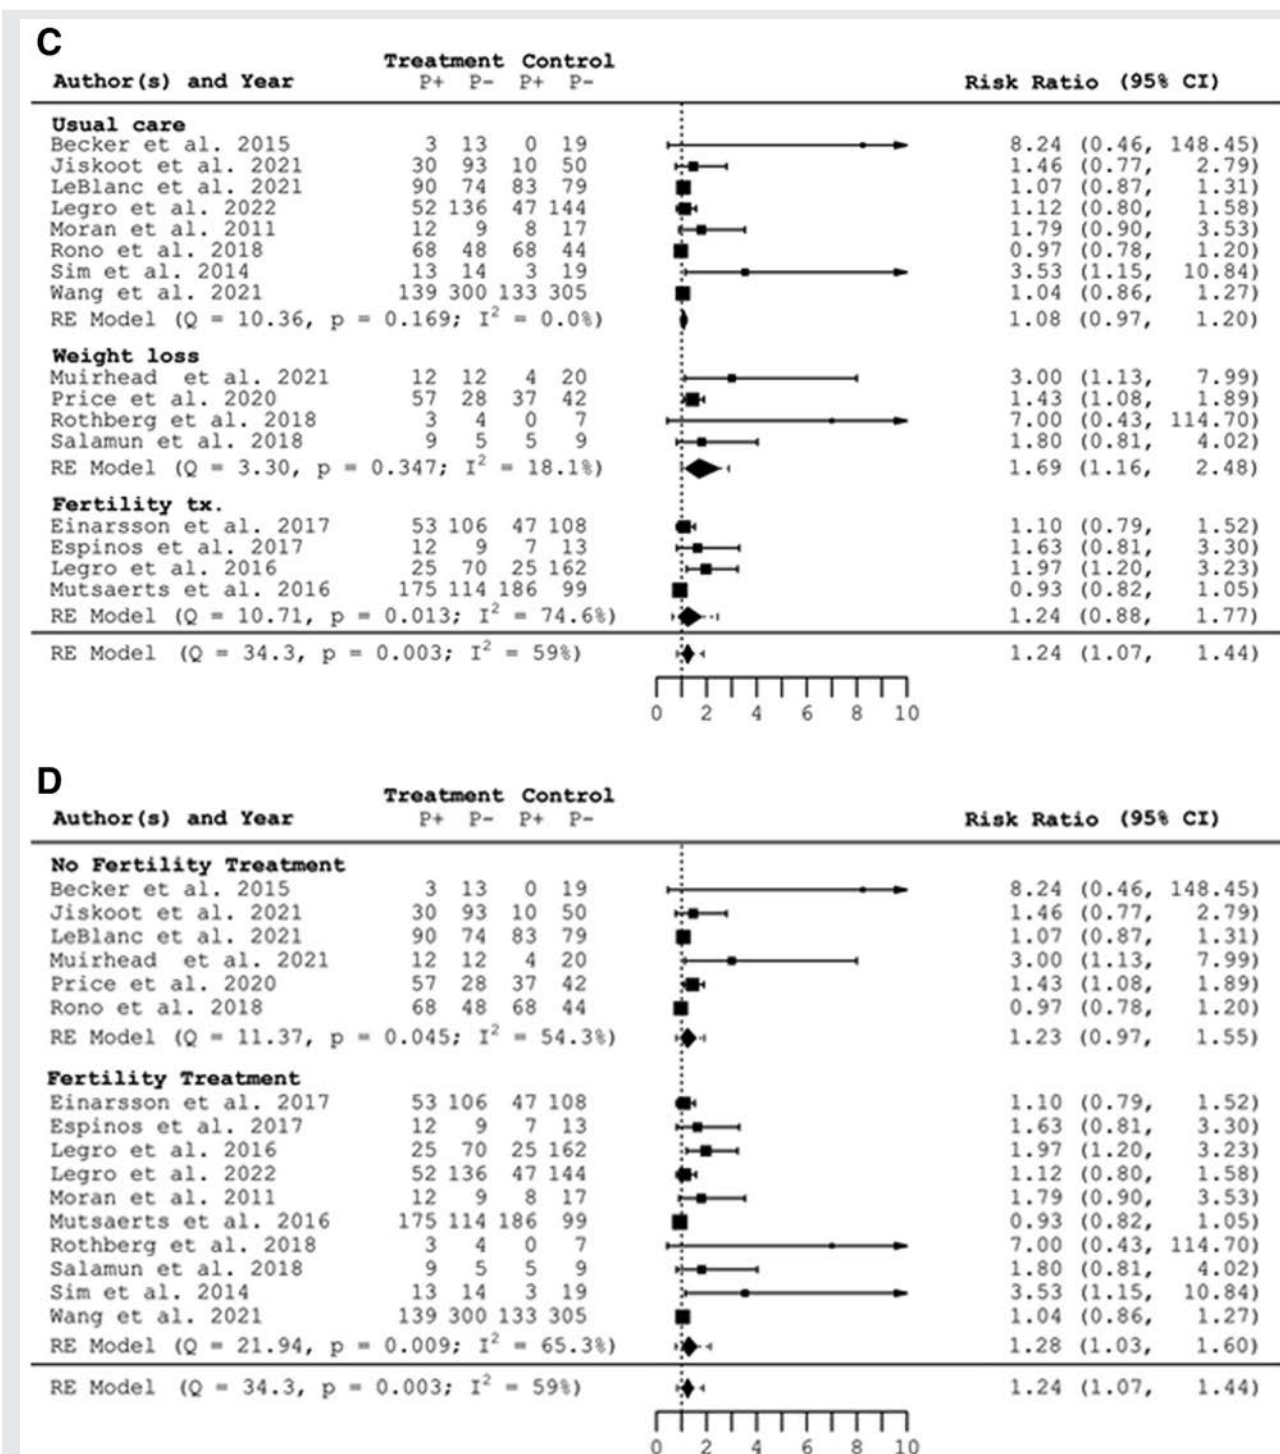 C
Treatment Control
Author(s) and Year P+ P- P+ P- Risk Ratio (95% CI)
Usual care
Becker et al. 2015 3 13 0 19 8.24 (0.46, 148.45)
Jiskoot et al. 2021 30 93 10 50 1.46 (0.77, 2.79)
LeBlanc et al. 2021 90 74 83 79 1.07 (0.87, 1.31)
Legro et al. 2022 52 136 47 144 1.12 (0.80, 1.58)
Moran et al. 2011 12 9 8 17 1.79 (0.90, 3.53)
Rono et al. 2018 68 48 68 44 0.97 (0.78, 1.20)
Sim et al. 2014 13 14 3 19 3.53 (1.15, 10.84)
Wang et al. 2021 139 300 133 305 1.04 (0.86, 1.27)
RE Model (Q = 10.36, p = 0.169; I² = 0.0%) 1.08 (0.97, 1.20)
Weight loss
Muirhead et al. 2021 12 12 4 20 3.00 (1.13, 7.99)
Price et al. 2020 57 28 37 42 1.43 (1.08, 1.89)
Rothberg et al. 2018 3 4 0 7 7.00 (0.43, 114.70)
Salamun et al. 2018 9 5 5 9 1.80 (0.81, 4.02)
RE Model (Q = 3.30, p = 0.347; I² = 18.1%) 1.69 (1.16, 2.48)
Fertility tx.
Einarsson et al. 2017 53 106 47 108 1.10 (0.79, 1.52)
Espinos et al. 2017 12 9 7 13 1.63 (0.81, 3.30)
Legro et al. 2016 25 70 25 162 1.97 (1.20, 3.23)
Mutsaerts et al. 2016 175 114 186 99 0.93 (0.82, 1.05)
RE Model (Q = 10.71, p = 0.013; I² = 74.6%) 1.24 (0.88, 1.77)
RE Model (Q = 34.3, p = 0.003; I² = 59%) 1.24 (1.07, 1.44)
0 2 4 6 8 10
D
Treatment Control
Author(s) and Year P+ P- P+ P- Risk Ratio (95% CI)
No Fertility Treatment
Becker et al. 2015 3 13 0 19 8.24 (0.46, 148.45)
Jiskoot et al. 2021 30 93 10 50 1.46 (0.77, 2.79)
LeBlanc et al. 2021 90 74 83 79 1.07 (0.87, 1.31)
Muirhead et al. 2021 12 12 4 20 3.00 (1.13, 7.99)
Price et al. 2020 57 28 37 42 1.43 (1.08, 1.89)
Rono et al. 2018 68 48 68 44 0.97 (0.78, 1.20)
RE Model (Q = 11.37, p = 0.045; I² = 54.3%) 1.23 (0.97, 1.55)
Fertility Treatment
Einarsson et al. 2017 53 106 47 108 1.10 (0.79, 1.52)
Espinos et al. 2017 12 9 7 13 1.63 (0.81, 3.30)
Legro et al. 2016 25 70 25 162 1.97 (1.20, 3.23)
Legro et al. 2022 52 136 47 144 1.12 (0.80, 1.58)
Moran et al. 2011 12 9 8 17 1.79 (0.90, 3.53)
Mutsaerts et al. 2016 175 114 186 99 0.93 (0.82, 1.05)
Rothberg et al. 2018 3 4 0 7 7.00 (0.43, 114.70)
Salamun et al. 2018 9 5 5 9 1.80 (0.81, 4.02)
Sim et al. 2014 13 14 3 19 3.53 (1.15, 10.84)
Wang et al. 2021 139 300 133 305 1.04 (0.86, 1.27)
RE Model (Q = 21.94, p = 0.009; I² = 65.3%) 1.28 (1.03, 1.60)
RE Model (Q = 34.3, p = 0.003; I² = 59%) 1.24 (1.07, 1.44)
0 2 4 6 8 10